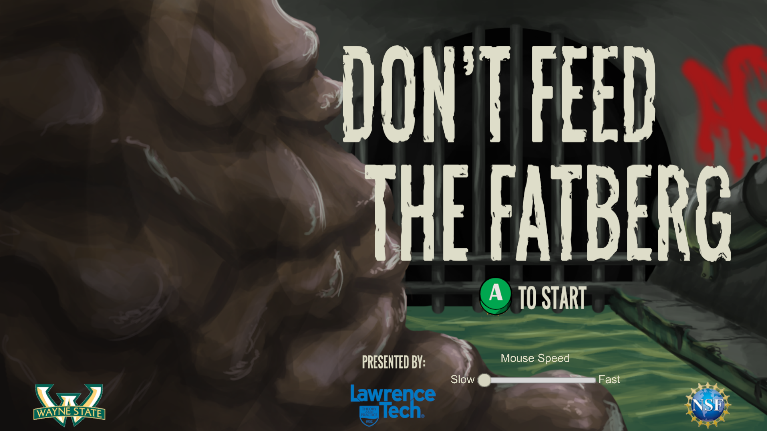 DON'T FEED
THE FATBERG
A TO START
PRESENTED BY:
Mouse Speed
Slow Fast
Lawrence
Tech
WAYNE STATE
NSF